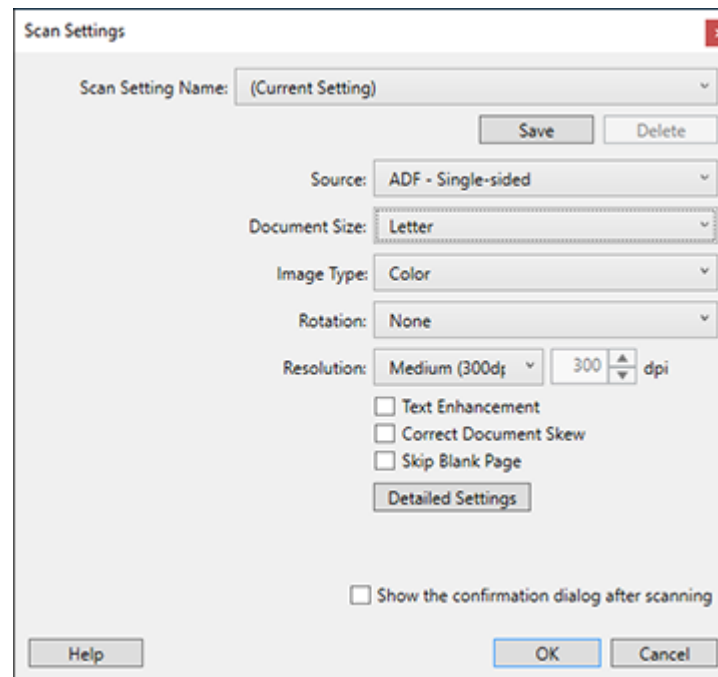 Scan Settings
Scan Setting Name: (Current Setting)
Save Delete
Source: ADF - Single-sided
Document Size: Letter
Image Type: Color
Rotation: None
Resolution: Medium (300dp 300 dpi
Text Enhancement
Correct Document Skew
Skip Blank Page
Detailed Settings
Show the confirmation dialog after scanning
Help OK Cancel